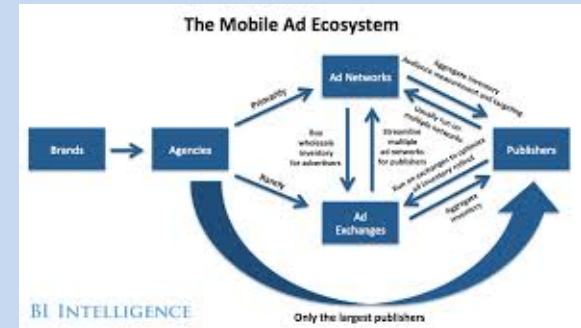 The Mobile Ad Ecosystem
Ad Networks
Primarily
Aggregate inventory
Audience measurement and targeting
Usually run on
multiple networks
Brands
Agencies
Buy
wholesale
inventory
for advertisers
Streamline
multiple
ad networks
for publishers
Publishers
Rarely
Run on exchanges to optimize
ad inventory
Ad
Exchanges
Aggregate
inventory
BI INTELLIGENCE
Only the largest publishers